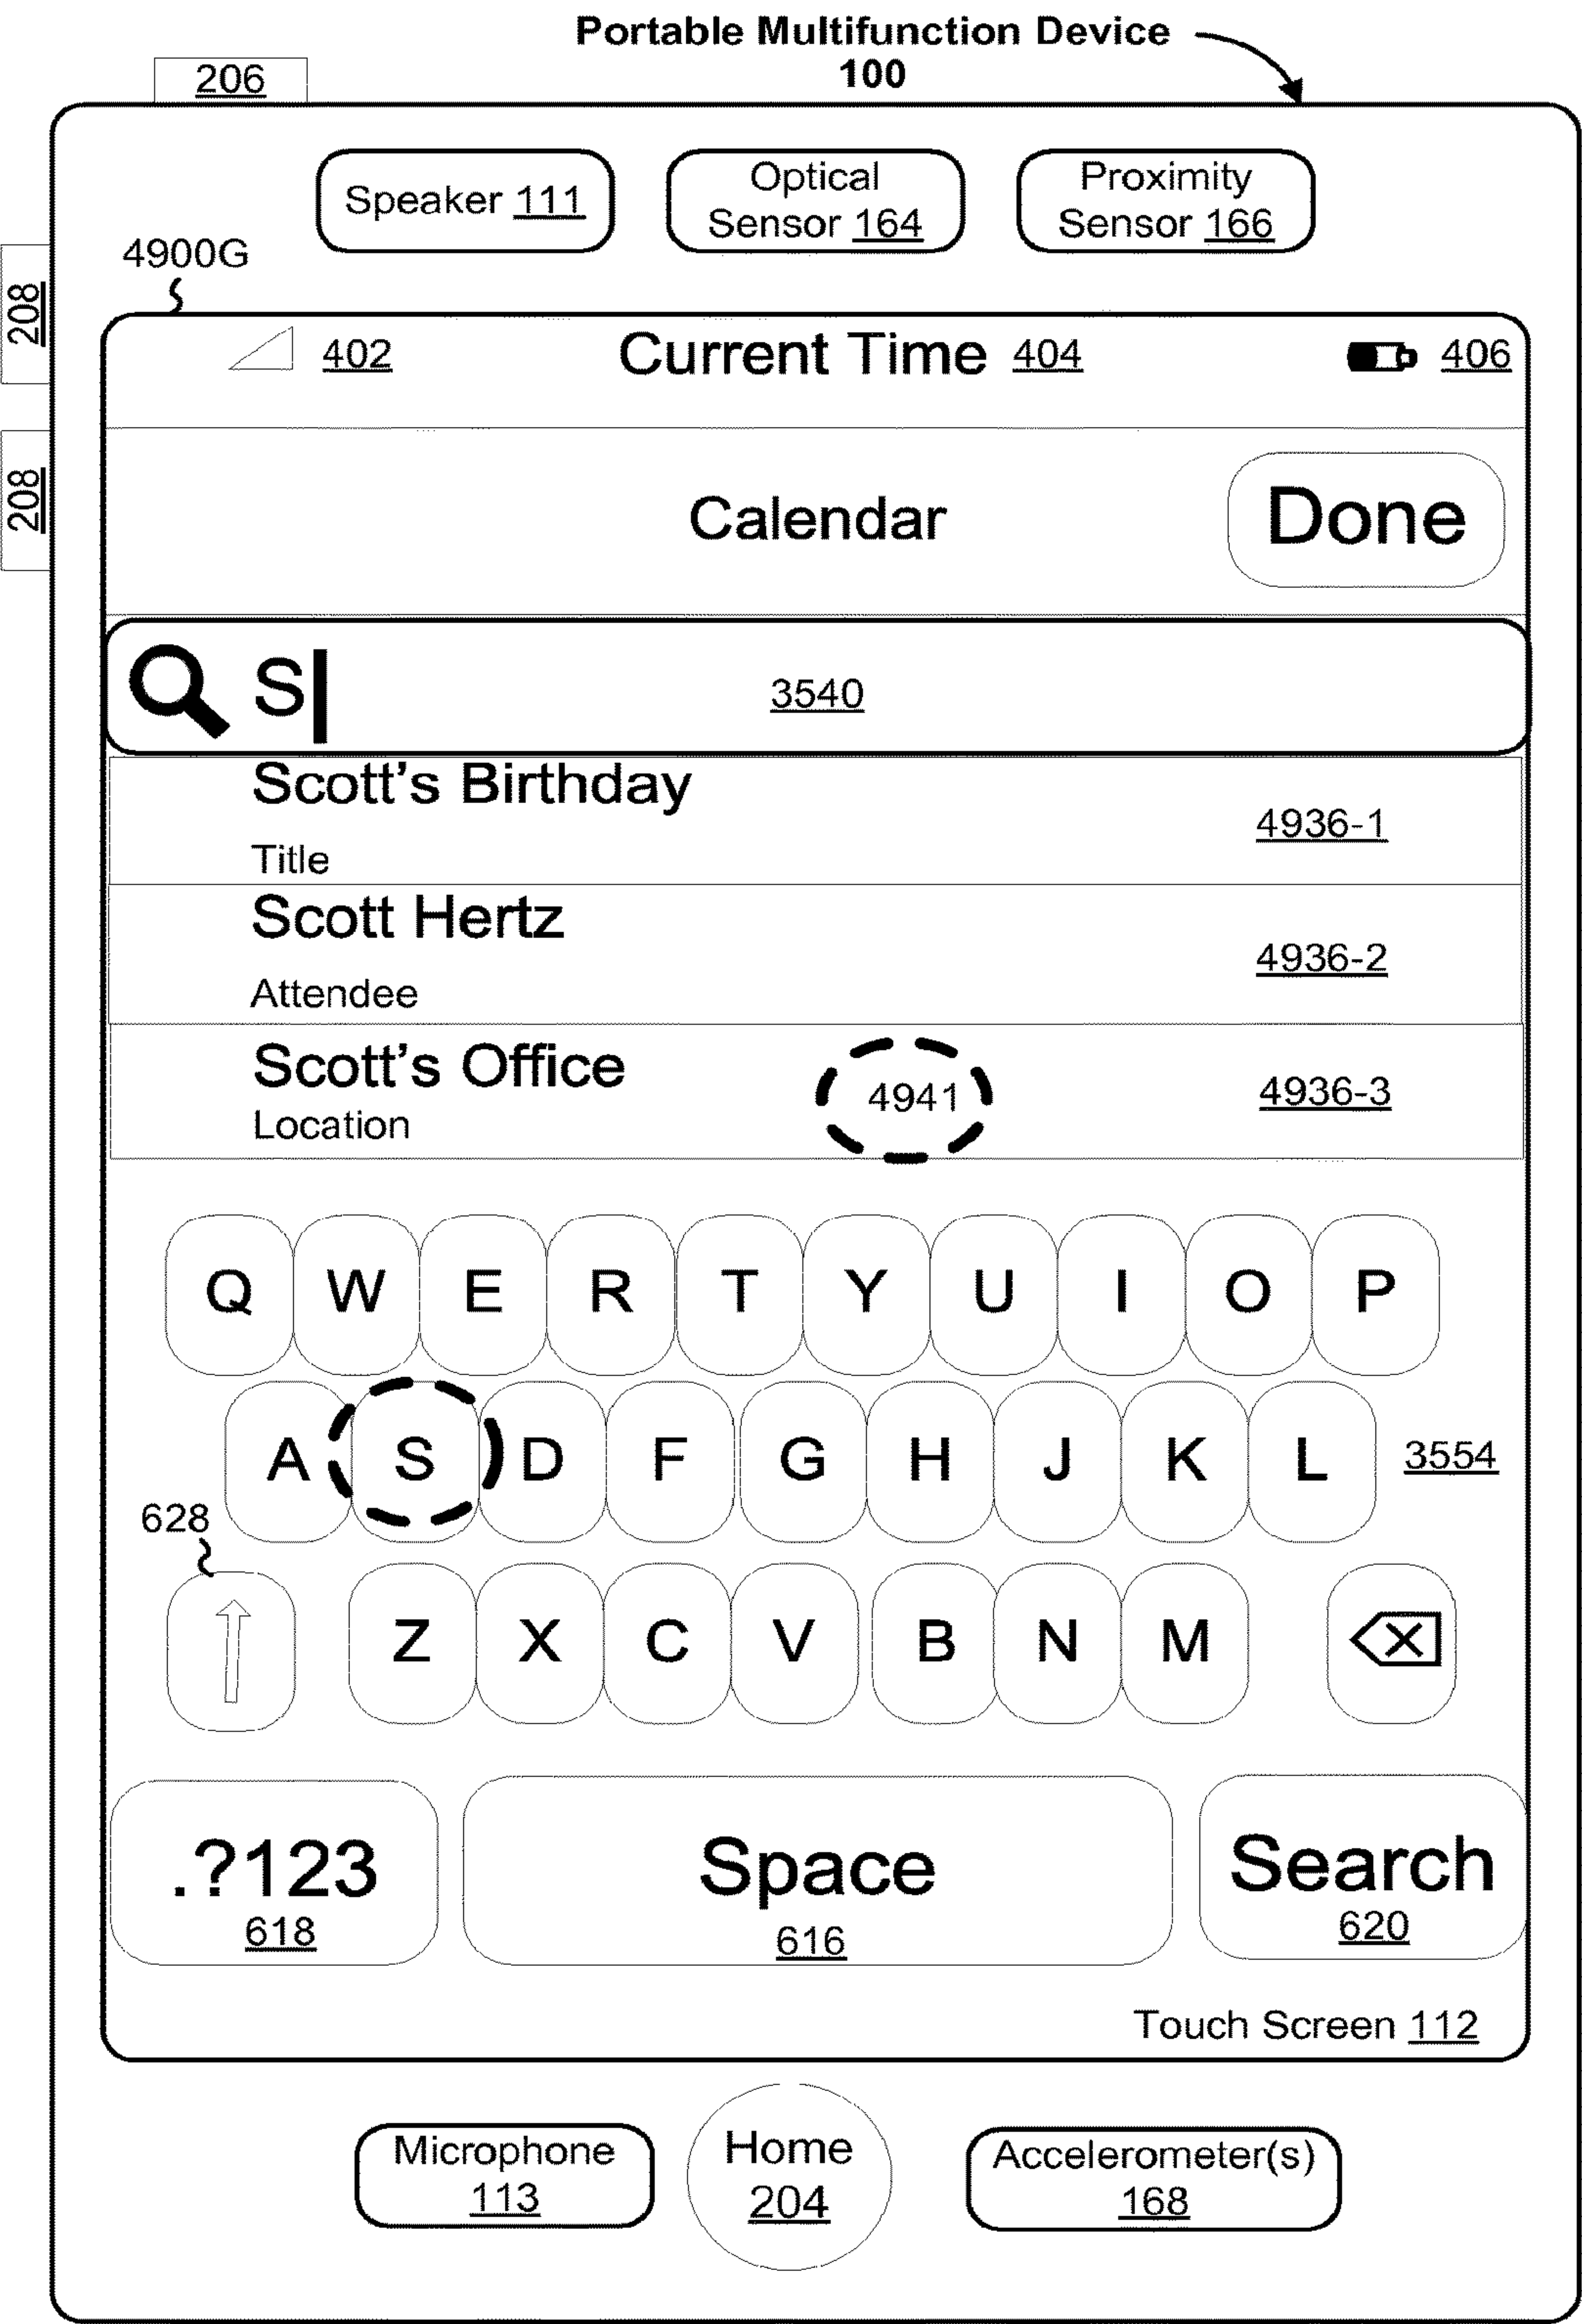 Portable Multifunction Device
100
206
Speaker 111
Optical
Sensor 164
Proximity
Sensor 166
4900G
208
208
402
Current Time 404
406
Calendar
Done
S
3540
Scott's Birthday
Title
4936-1
Scott Hertz
Attendee
4936-2
Scott's Office
Location
4941
4936-3
Q W E R T Y U I O P
A S D F G H J K L
3554
628
Z X C V B N M
.?123
618
Space
616
Search
620
Touch Screen 112
Microphone
113
Home
204
Accelerometer(s)
168